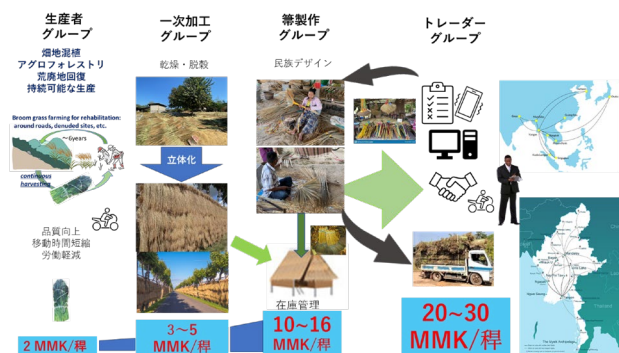 生産者
グループ
畑地混植
アグロフォレストリ
荒廃地回復
持続可能な生産
Broom grass farming for rehabilitation:
around roads, denuded sites, etc.
~6years
continuous
harvesting
品質向上
移動時間短縮
労働軽減
2 MMK/稈
一次加工
グループ
乾燥・脱穀
立体化
3～5
MMK/稈
箒製作
グループ
民族デザイン
在庫管理
10~16
MMK/稈
トレーダー
グループ
20~30
MMK/稈
Thailand